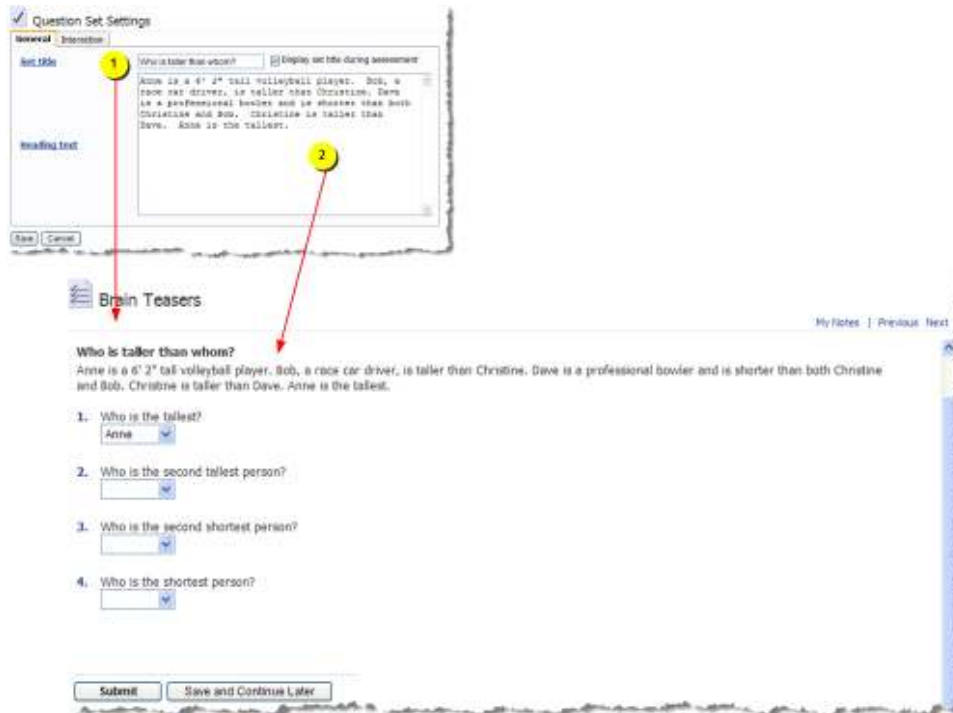 Question Set Settings
General Interaction
Set title
1
Who is taller than whom?
Display set title during assessment
Anne is a 6' 2" tall volleyball player. Bob, a
race car driver, is taller than Christine. Dave
is a professional bowler and is shorter than both
Christine and Bob. Christine is taller than
Dave. Anne is the tallest.
Reading text
2
Save Cancel
Brain Teasers
My Notes | Previous Next
Who is taller than whom?
Anne is a 6' 2" tall volleyball player. Bob, a race car driver, is taller than Christine. Dave is a professional bowler and is shorter than both Christine
and Bob. Christine is taller than Dave. Anne is the tallest.
1. Who is the tallest?
Anne
2. Who is the second tallest person?
3. Who is the second shortest person?
4. Who is the shortest person?
Submit Save and Continue Later